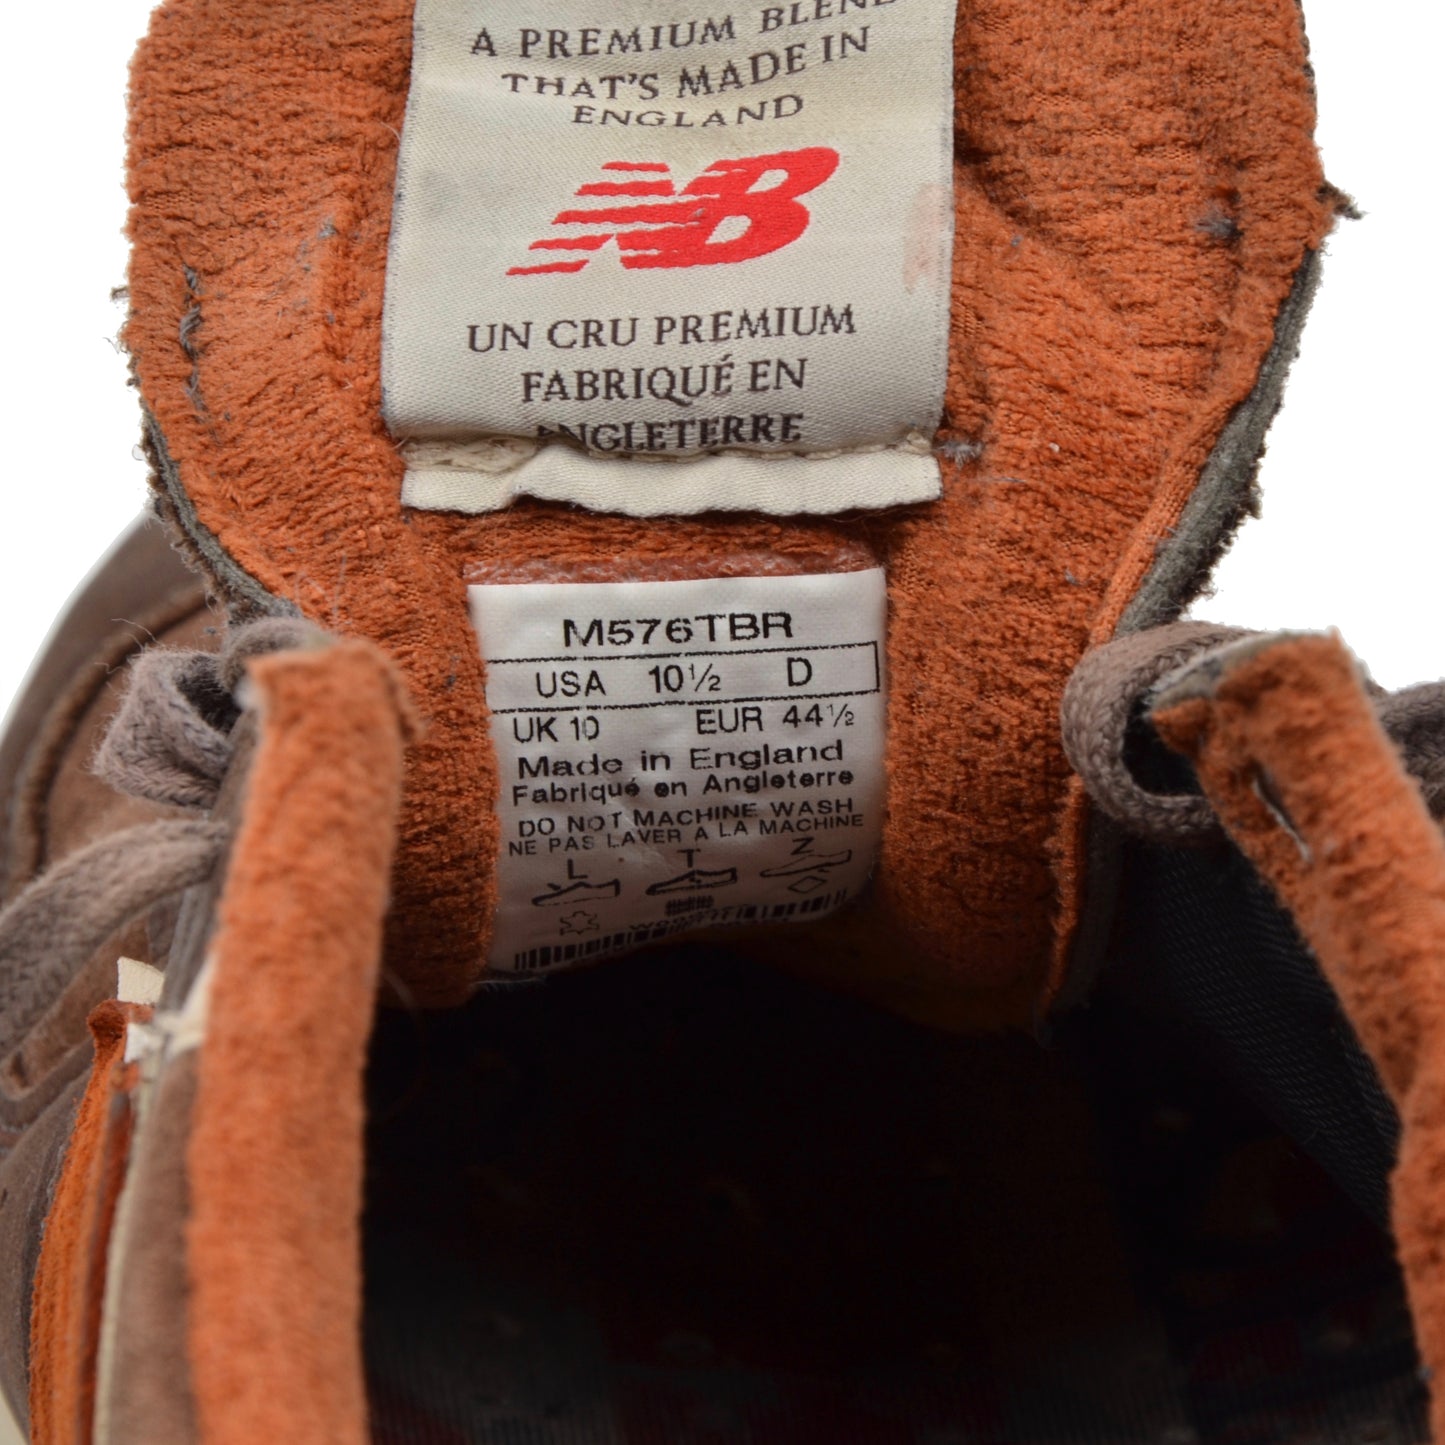 A PREMIUM BLEND
THAT'S MADE IN
ENGLAND
NB
UN CRU PREMIUM
FABRIQUÉ EN
ANGLETERRE
M576TBR
USA 10½ D
UK 10 EUR 44½
Made in England
Fabriqué en Angleterre
DO NOT MACHINE WASH
NE PAS LAVER A LA MACHINE
L T Z